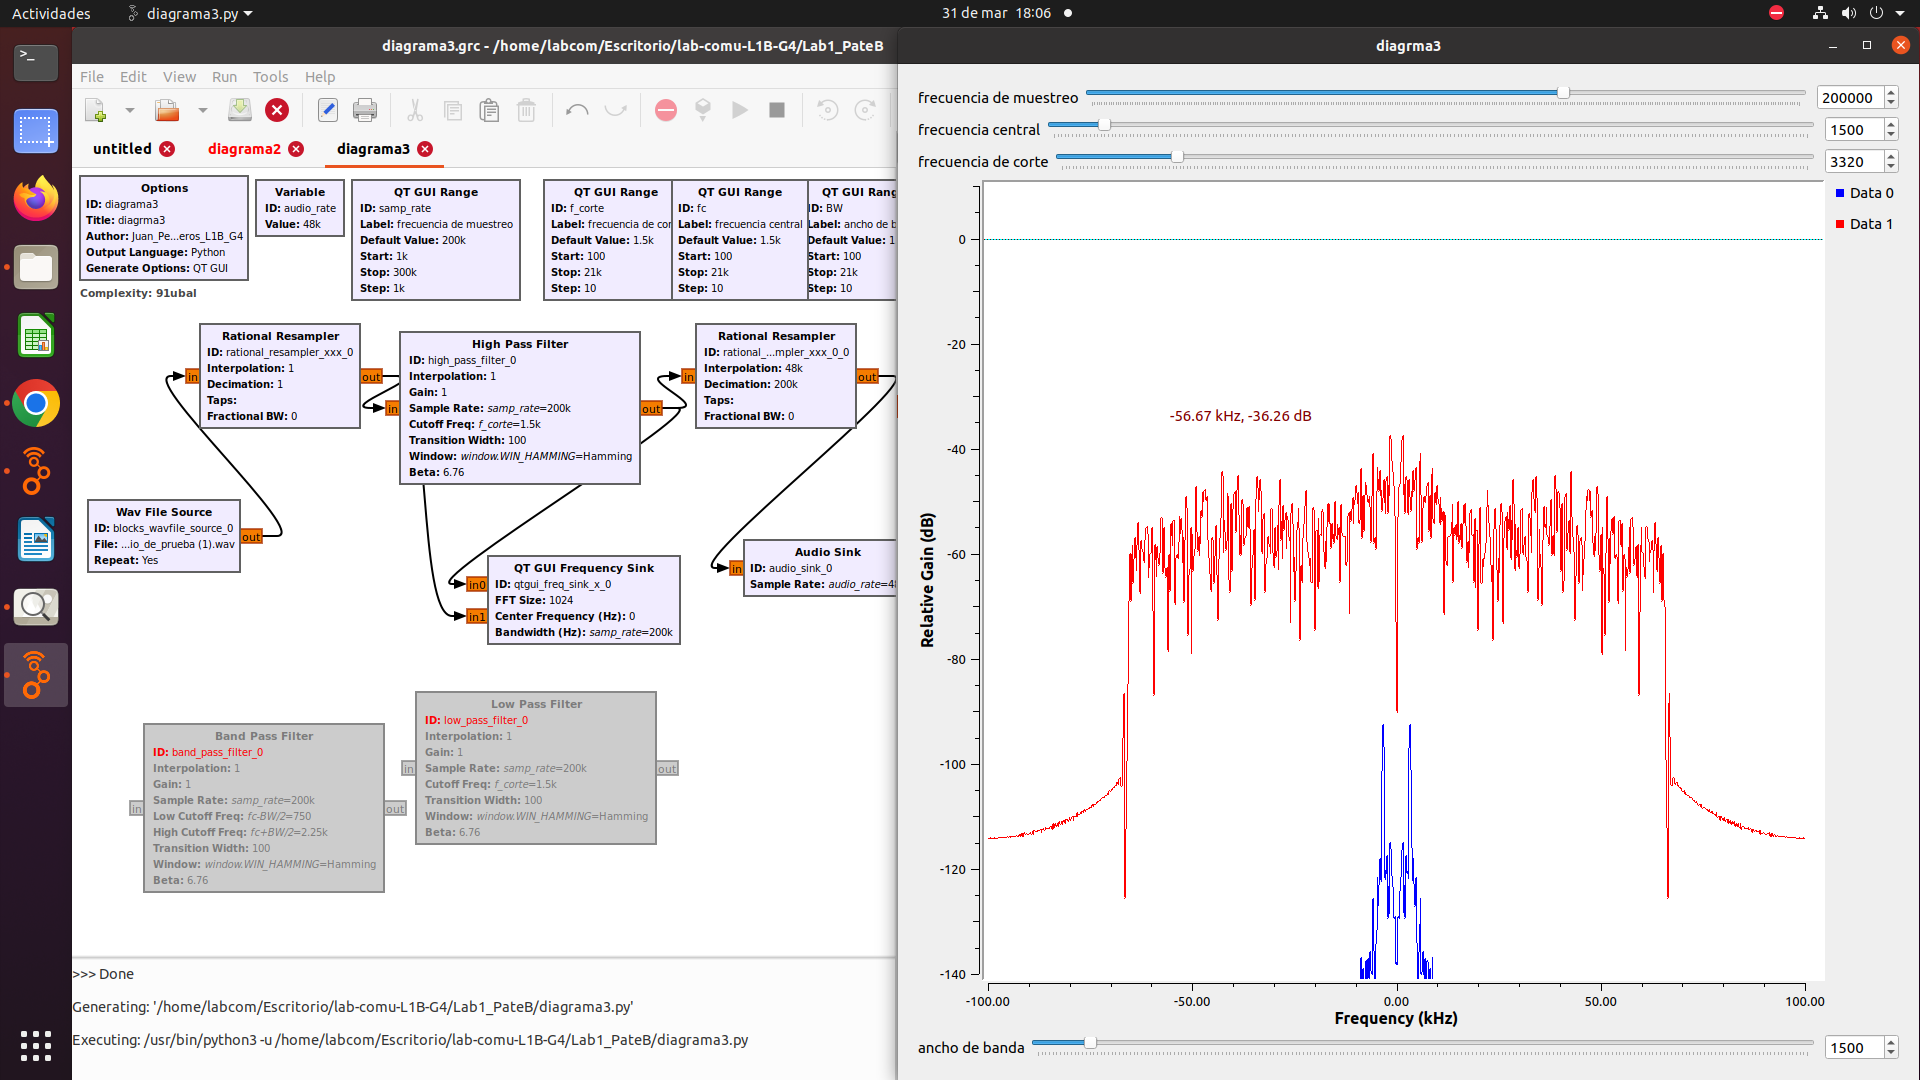 Actividades
diagrama3.py
31 de mar 18:06
diagrama3.grc - /home/labcom/Escritorio/lab-comu-L1B-G4/Lab1_PateB
File Edit View Run Tools Help
untitled
diagrama2
diagrama3
Options
ID: diagrama3
Title: diagrma3
Author: Juan_Pe...eros_L1B_G4
Output Language: Python
Generate Options: QT GUI
Complexity: 91ubal
Variable
ID: audio_rate
Value: 48k
QT GUI Range
ID: samp_rate
Label: frecuencia de muestreo
Default Value: 200k
Start: 1k
Stop: 300k
Step: 1k
QT GUI Range
ID: f_corte
Label: frecuencia de cor
Default Value: 1.5k
Start: 100
Stop: 21k
Step: 10
QT GUI Range
ID: fc
Label: frecuencia central
Default Value: 1.5k
Start: 100
Stop: 21k
Step: 10
QT GUI Rang
ID: BW
Label: ancho de b
Default Value: 1
Start: 100
Stop: 21k
Step: 10
Rational Resampler
ID: rational_resampler_xxx_0
Interpolation: 1
Decimation: 1
Taps:
Fractional BW: 0
in
out
High Pass Filter
ID: high_pass_filter_0
Interpolation: 1
Gain: 1
Sample Rate: samp_rate=200k
Cutoff Freq: f_corte=1.5k
Transition Width: 100
Window: window.WIN_HAMMING=Hamming
Beta: 6.76
in
out
Rational Resampler
ID: rational_...mpler_xxx_0_0
Interpolation: 48k
Decimation: 200k
Taps:
Fractional BW: 0
in
out
Wav File Source
ID: blocks_wavfile_source_0
File: ...io_de_prueba (1).wav
Repeat: Yes
out
QT GUI Frequency Sink
ID: qtgui_freq_sink_x_0
FFT Size: 1024
Center Frequency (Hz): 0
Bandwidth (Hz): samp_rate=200k
in0
in1
Audio Sink
ID: audio_sink_0
Sample Rate: audio_rate=48
in
Band Pass Filter
ID: band_pass_filter_0
Interpolation: 1
Gain: 1
Sample Rate: samp_rate=200k
Low Cutoff Freq: fc-BW/2=750
High Cutoff Freq: fc+BW/2=2.25k
Transition Width: 100
Window: window.WIN_HAMMING=Hamming
Beta: 6.76
in
out
Low Pass Filter
ID: low_pass_filter_0
Interpolation: 1
Gain: 1
Sample Rate: samp_rate=200k
Cutoff Freq: f_corte=1.5k
Transition Width: 100
Window: window.WIN_HAMMING=Hamming
Beta: 6.76
in
out
>>> Done
Generating: '/home/labcom/Escritorio/lab-comu-L1B-G4/Lab1_PateB/diagrama3.py'
Executing: /usr/bin/python3 -u /home/labcom/Escritorio/lab-comu-L1B-G4/Lab1_PateB/diagrama3.py
diagrma3
frecuencia de muestreo
200000
frecuencia central
1500
frecuencia de corte
3320
Data 0
Data 1
-56.67 kHz, -36.26 dB
Relative Gain (dB)
0
-20
-40
-60
-80
-100
-120
-140
-100.00
-50.00
0.00
50.00
100.00
Frequency (kHz)
ancho de banda
1500